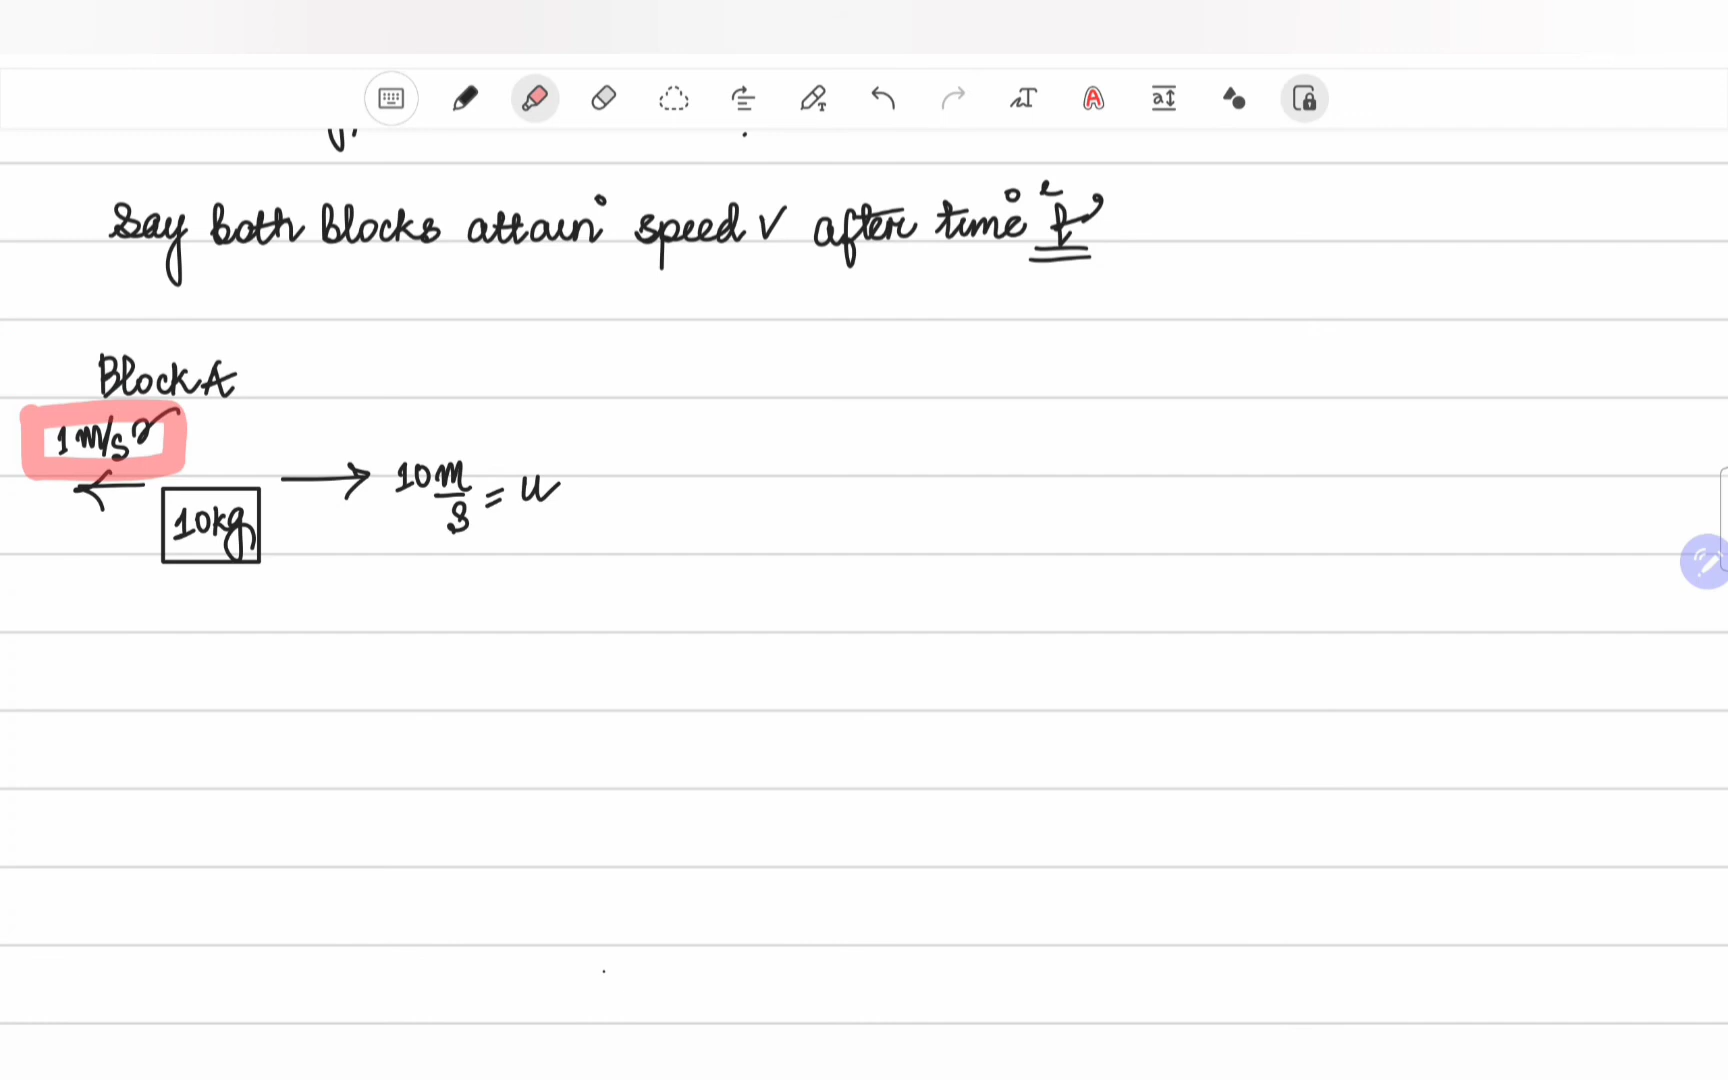 Say both blocks attain speed v after time 't'
Block A
1 m/s²
10 m/s = u
10kg